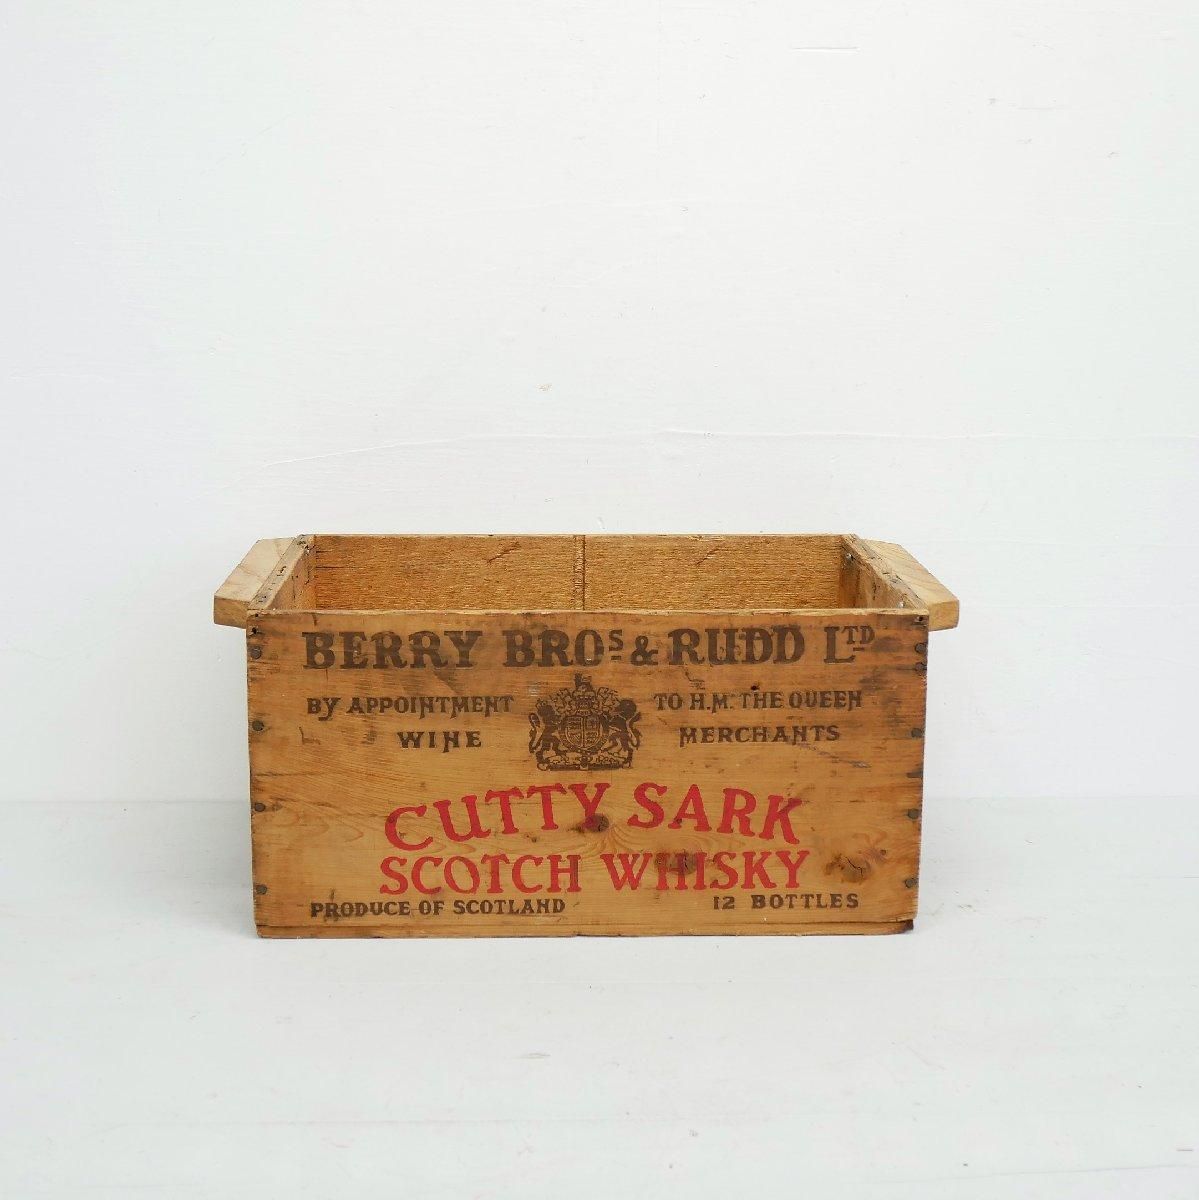 BERRY BROS & RUDD LTD
BY APPOINTMENT TO H.M. THE QUEEN
WINE MERCHANTS
CUTTY SARK
SCOTCH WHISKY
PRODUCE OF SCOTLAND 12 BOTTLES